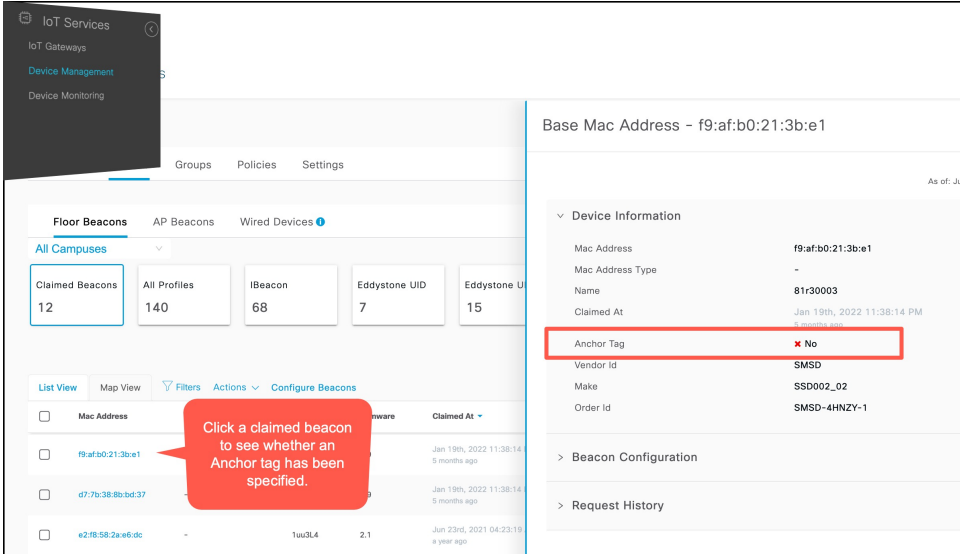 IoT Services
IoT Gateways
Device Management
Device Monitoring
s
Groups Policies Settings
Floor Beacons AP Beacons Wired Devices
All Campuses
Claimed Beacons All Profiles IBeacon Eddystone UID Eddystone U
12 140 68 7 15
List View Map View Filters Actions Configure Beacons
Mac Address Claimed At
f9:af:b0:21:3b:e1 Jan 19th, 2022 11:38:14
5 months ago
d7:7b:38:8b:bd:37 - 9 Jan 19th, 2022 11:38:14
5 months ago
e2:f8:58:2a:e6:dc - 1uu3L4 2.1 Jun 23rd, 2021 04:23:19
a year ago
Click a claimed beacon
to see whether an
Anchor tag has been
specified.
Base Mac Address - f9:af:b0:21:3b:e1
As of: Ju
Device Information
Mac Address f9:af:b0:21:3b:e1
Mac Address Type -
Name 81r30003
Claimed At Jan 19th, 2022 11:38:14 PM
5 months ago
Anchor Tag No
Vendor Id SMSD
Make SSD002_02
Order Id SMSD-4HNZY-1
Beacon Configuration
Request History